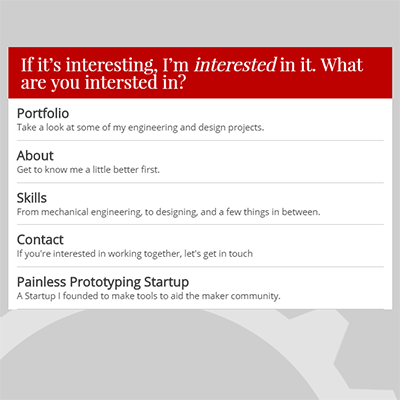 If it's interesting, I'm interested in it. What
are you intersted in?
Portfolio
Take a look at some of my engineering and design projects.
About
Get to know me a little better first.
Skills
From mechanical engineering, to designing, and a few things in between.
Contact
If you're interested in working together, let's get in touch
Painless Prototyping Startup
A Startup I founded to make tools to aid the maker community.